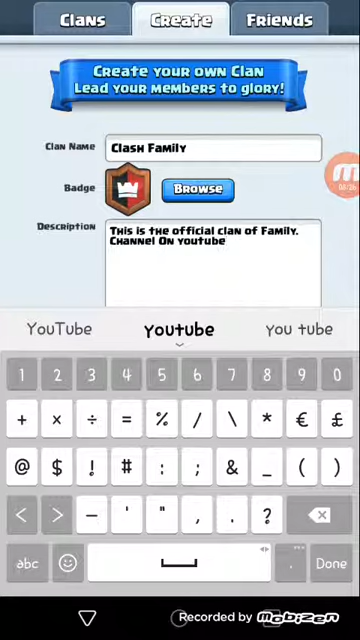 Clans Create Friends
Create your own Clan
Lead your members to glory!
Clan Name Clash Family
Badge Browse
Description This is the official clan of Family.
Channel On youtube
YouTube youtube you tube
1 2 3 4 5 6 7 8 9 0
+ × ÷ = % / \ * € £
@ $ ! # : ; & _ ( )
< > - ' " , . ?
abc . Done
Recorded by Mobizen